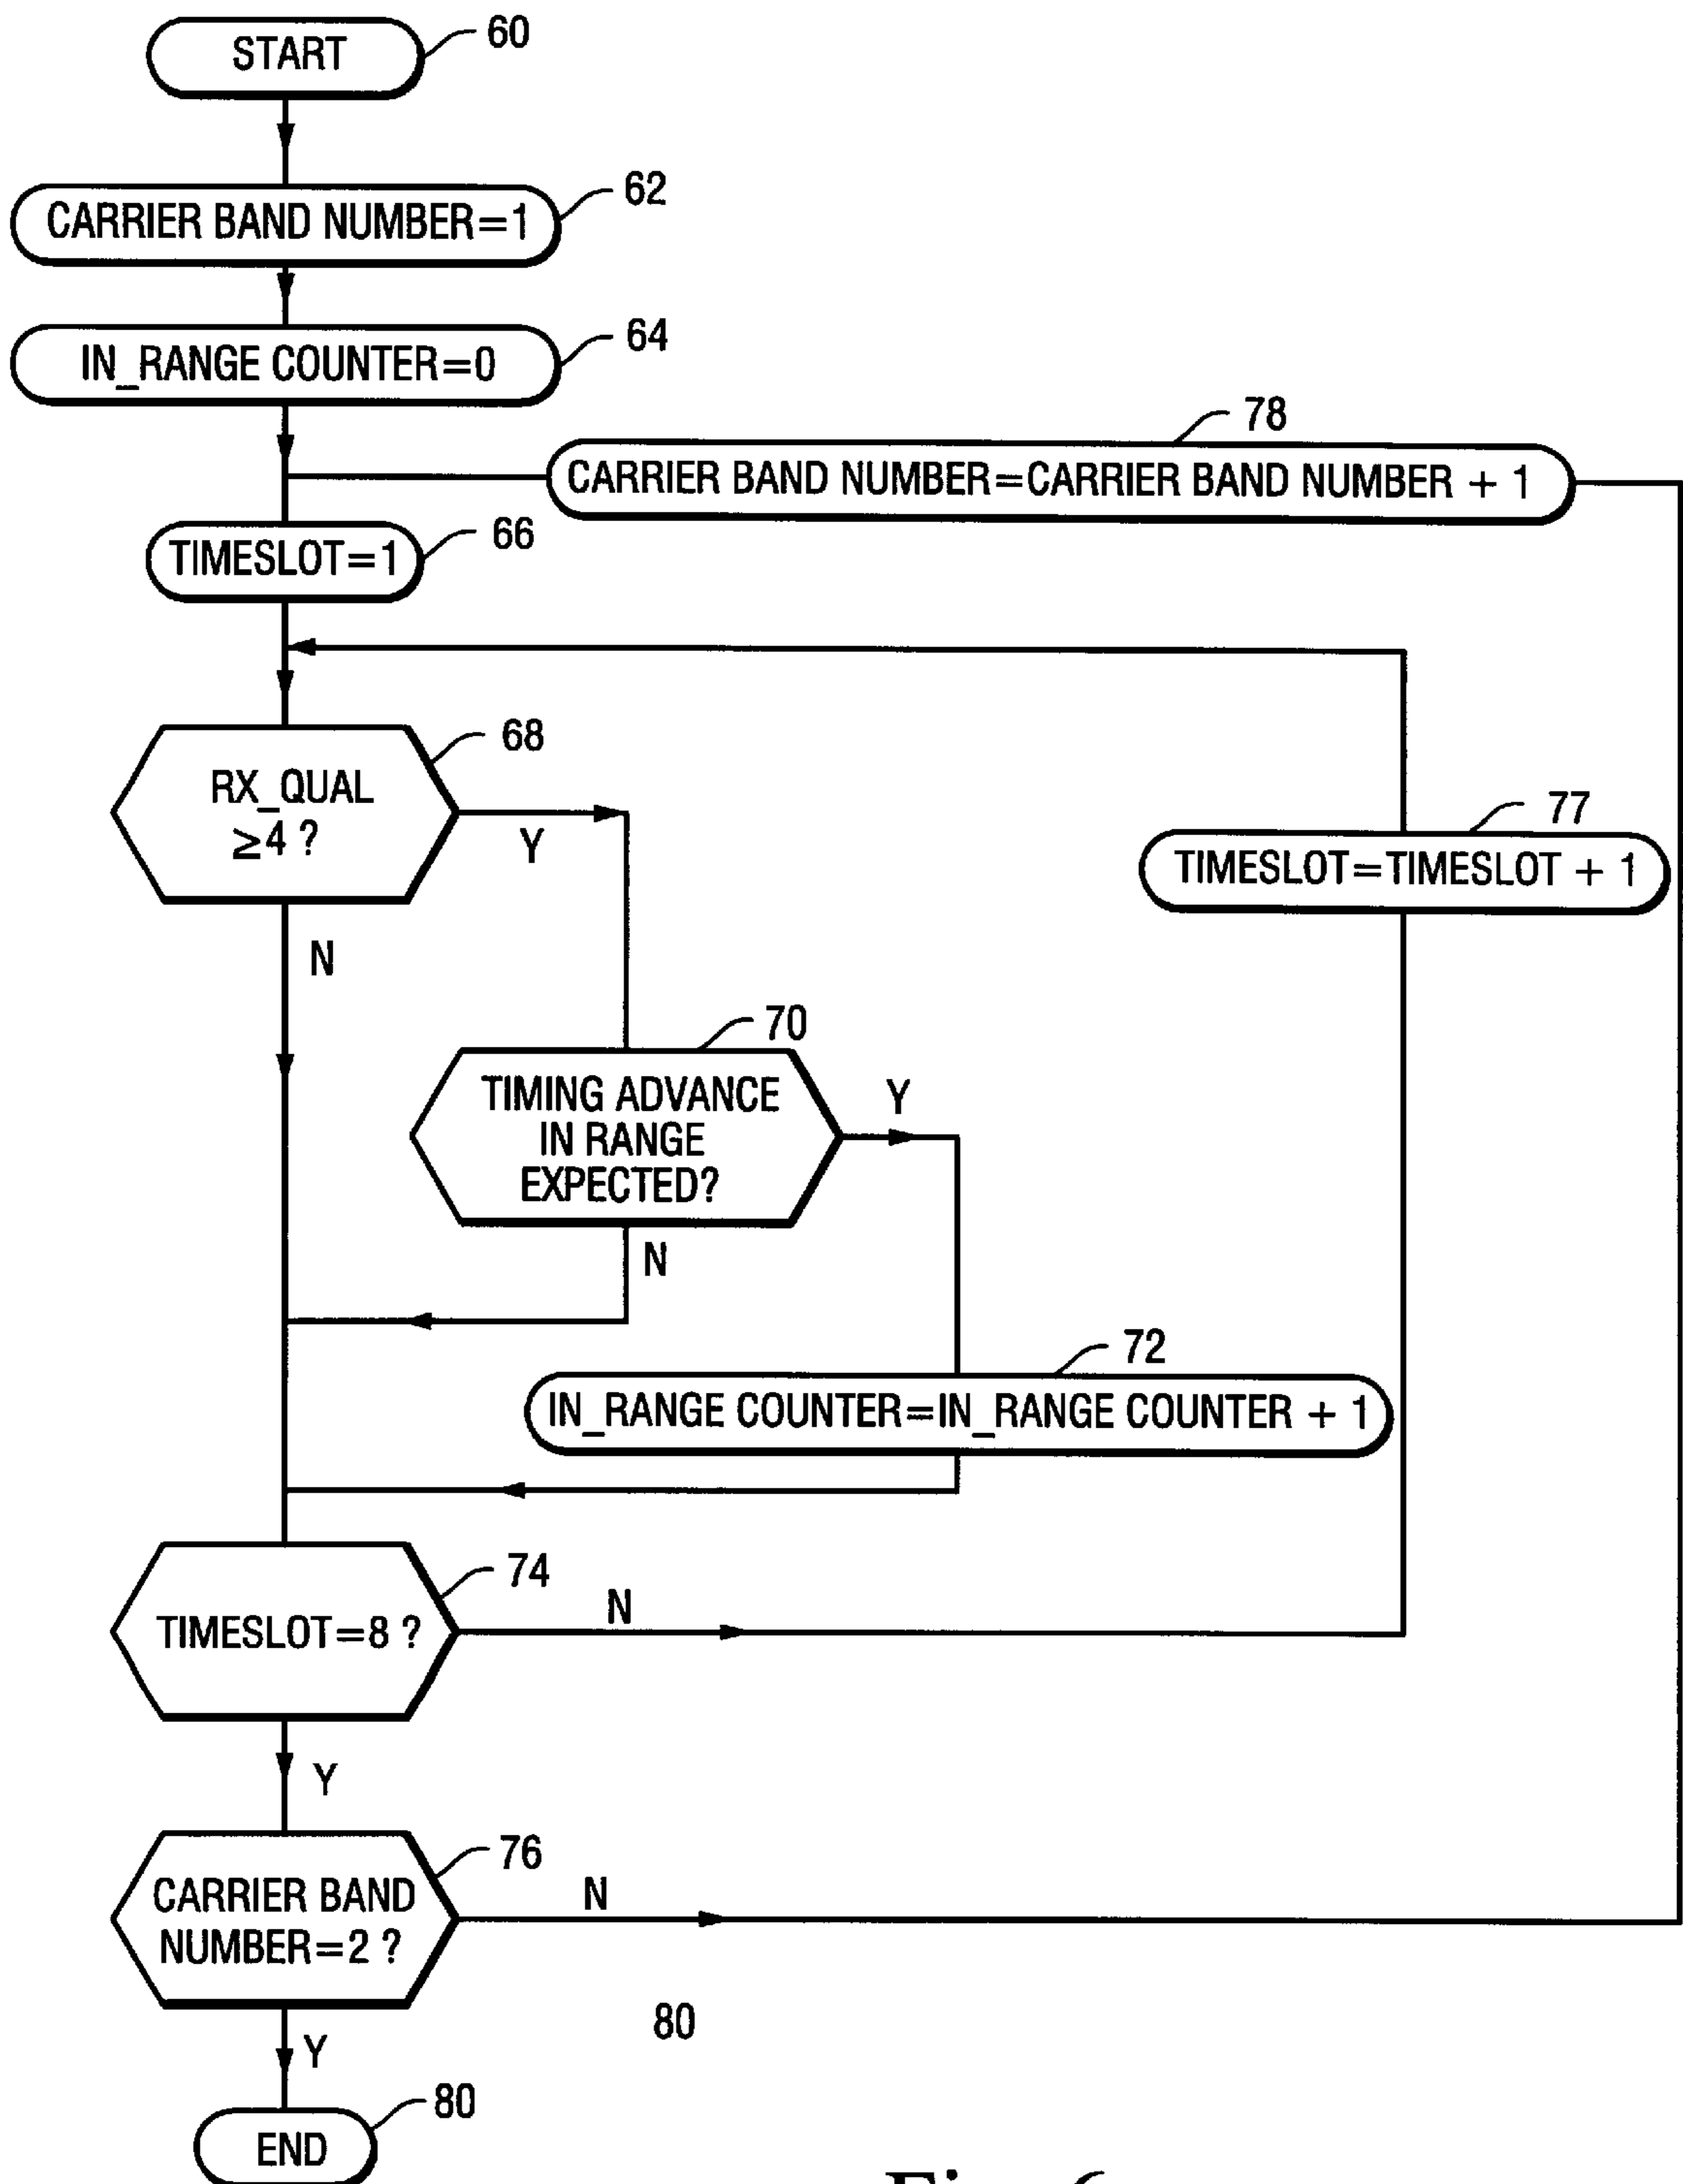 START
60
CARRIER BAND NUMBER=1
62
IN_RANGE COUNTER=0
64
78
CARRIER BAND NUMBER=CARRIER BAND NUMBER + 1
TIMESLOT=1
66
RX_QUAL
≥4 ?
68
Y
N
77
TIMESLOT=TIMESLOT + 1
70
TIMING ADVANCE
IN RANGE
EXPECTED?
Y
N
72
IN_RANGE COUNTER=IN_RANGE COUNTER + 1
TIMESLOT=8 ?
74
N
Y
CARRIER BAND
NUMBER=2 ?
76
N
80
Y
END
80